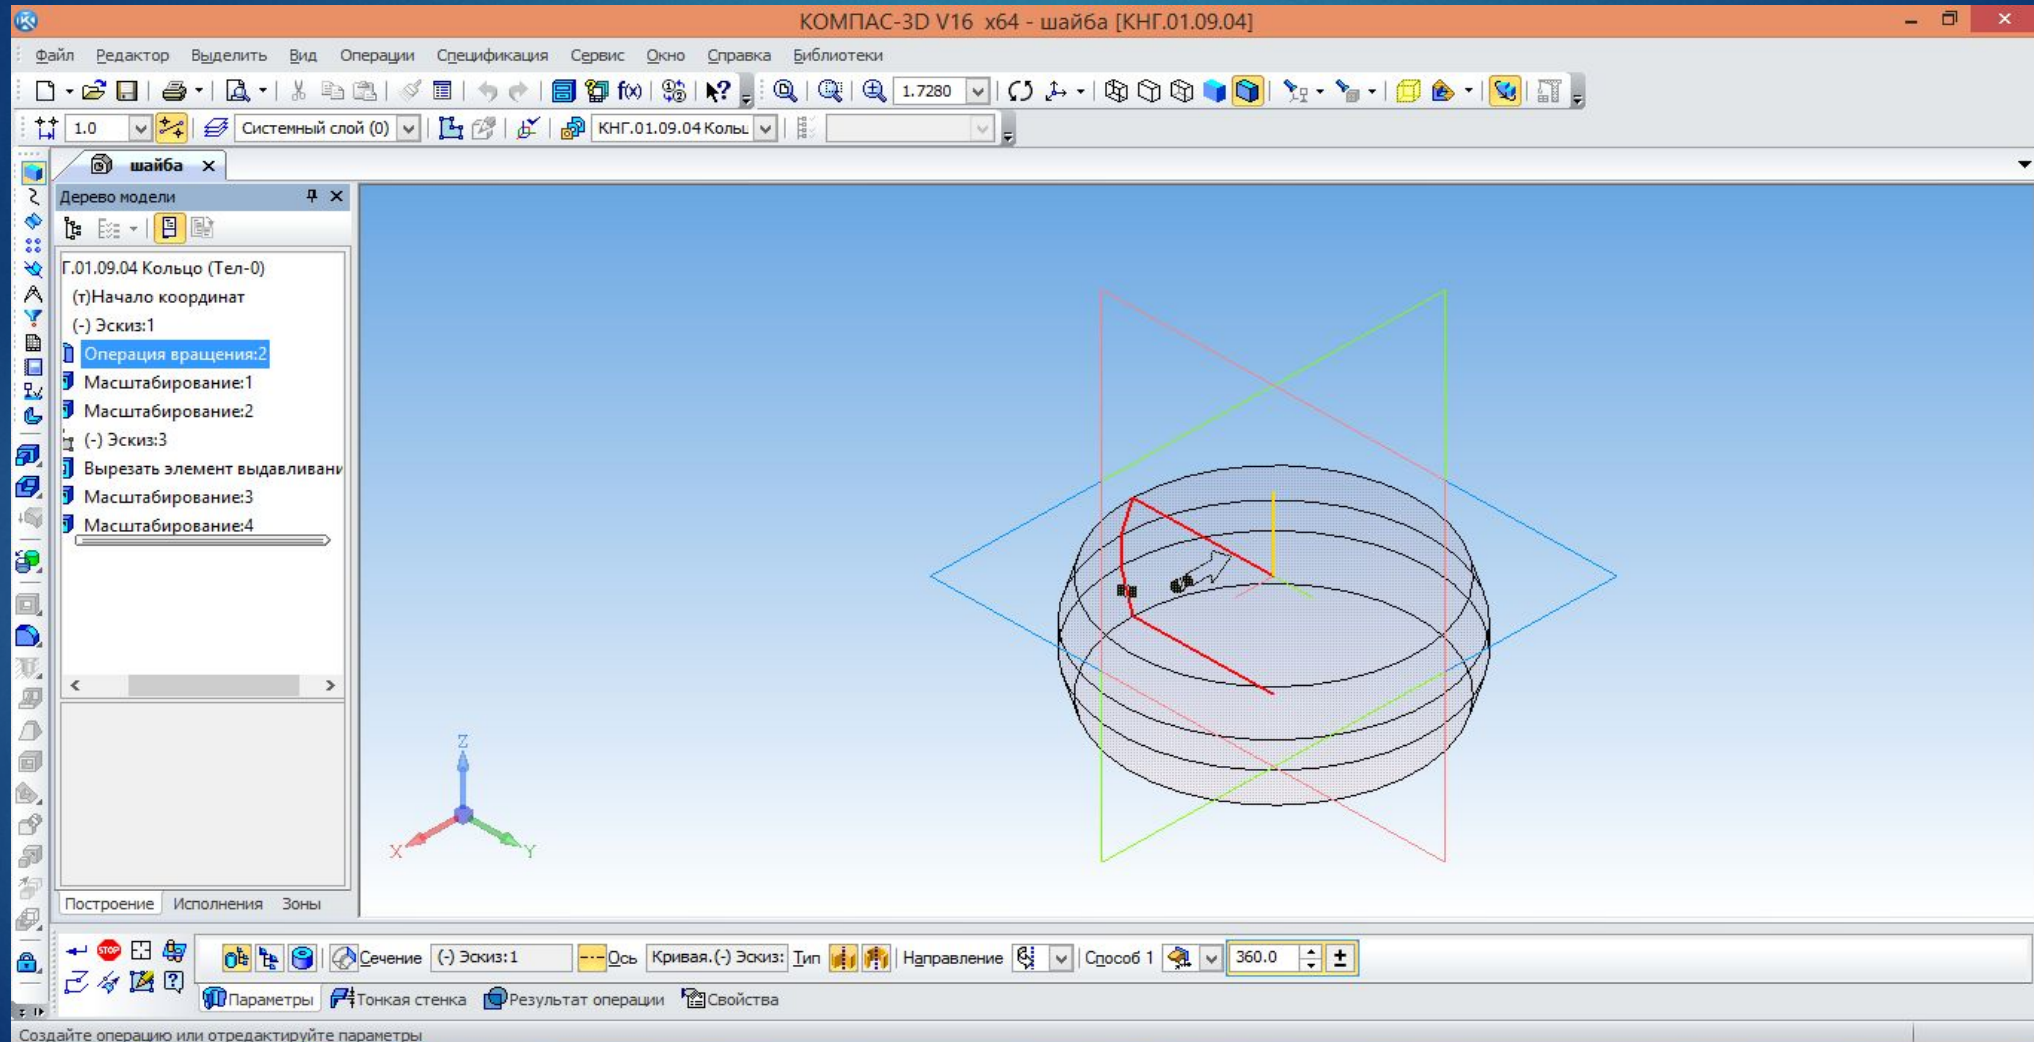 КОМПАС-3D V16 x64 - шайба [КНГ.01.09.04]
Файл Редактор Выделить Вид Операции Спецификация Сервис Окно Справка Библиотеки
f(x) 1.7280
1.0 Системный слой (0) КНГ.01.09.04 Кольц
шайба
Дерево модели
Г.01.09.04 Кольцо (Тел-0)
(т)Начало координат
(-) Эскиз:1
Операция вращения:2
Масштабирование:1
Масштабирование:2
(-) Эскиз:3
Вырезать элемент выдавливани
Масштабирование:3
Масштабирование:4
Z
X
Y
Построение Исполнения Зоны
STOP Сечение (-) Эскиз:1 Ось Кривая.(-) Эскиз: Тип Направление Способ 1 360.0 ±
Параметры Тонкая стенка Результат операции Свойства
Создайте операцию или отредактируйте параметры